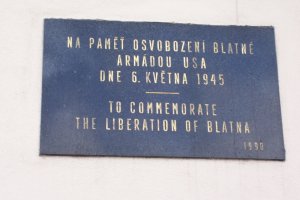 NA PAMĚŤ OSVOBOZENÍ BLATNÉ
ARMÁDOU USA
DNE 6. KVĚTNA 1945
TO COMMEMORATE
THE LIBERATION OF BLATNA
1990